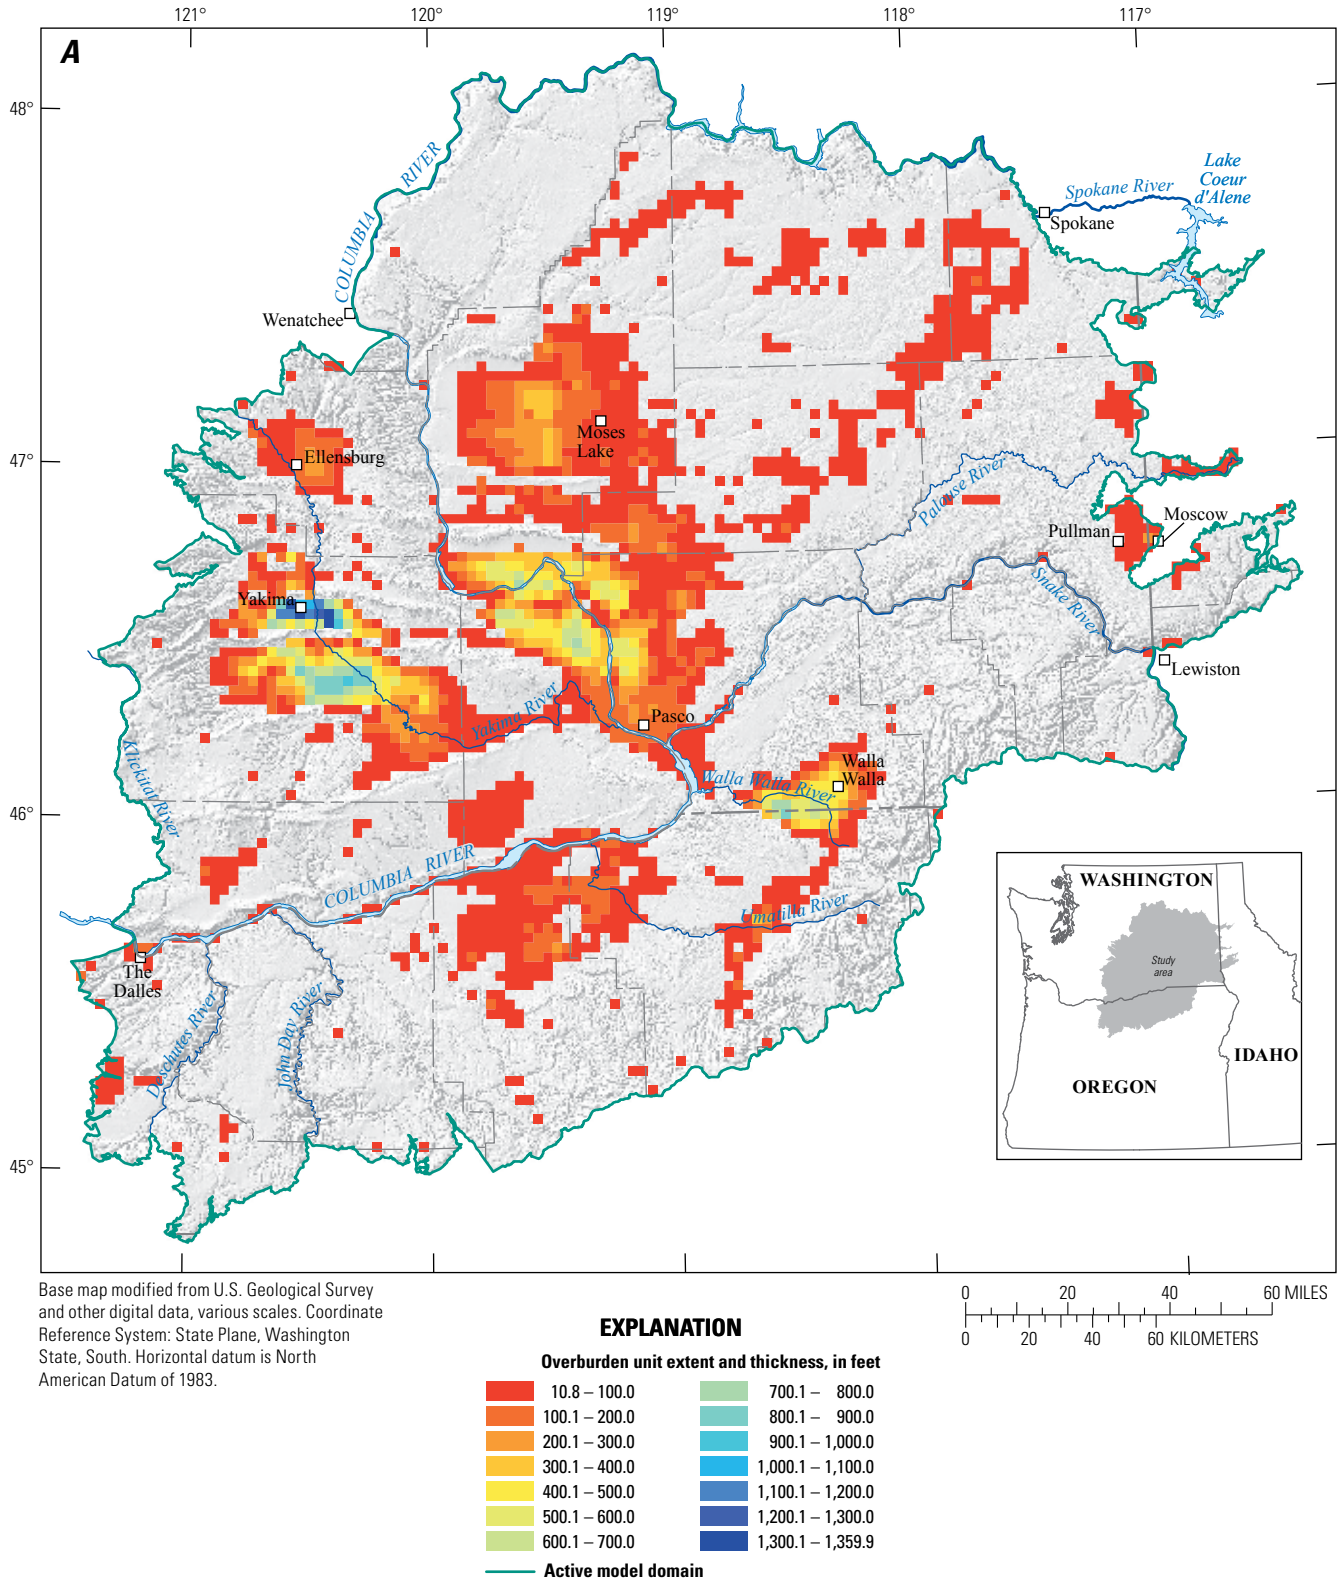 121°
120°
119°
118°
117°
A
48°
47°
46°
45°
COLUMBIA RIVER
Lake
Coeur
d'Alene
Spokane River
Spokane
Wenatchee
Moses
Lake
Ellensburg
Palouse River
Pullman
Moscow
Yakima
Snake River
Lewiston
Yakima River
Pasco
Klickitat River
Walla Walla River
Walla
Walla
COLUMBIA RIVER
Umatilla River
The
Dalles
Deschutes River
John Day River
WASHINGTON
Study
area
IDAHO
OREGON
Base map modified from U.S. Geological Survey
and other digital data, various scales. Coordinate
Reference System: State Plane, Washington
State, South. Horizontal datum is North
American Datum of 1983.
0 20 40 60 MILES
0 20 40 60 KILOMETERS
EXPLANATION
Overburden unit extent and thickness, in feet
10.8 – 100.0
100.1 – 200.0
200.1 – 300.0
300.1 – 400.0
400.1 – 500.0
500.1 – 600.0
600.1 – 700.0
700.1 – 800.0
800.1 – 900.0
900.1 – 1,000.0
1,000.1 – 1,100.0
1,100.1 – 1,200.0
1,200.1 – 1,300.0
1,300.1 – 1,359.9
Active model domain